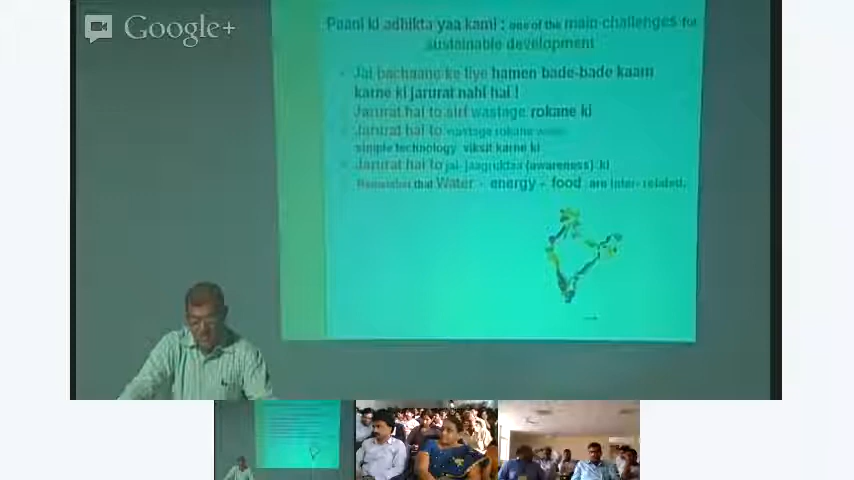 Google+
Paani ki adhikta yaa kami : one of the main challenges for
sustainable development
Jal bachaane ke liye hamen bade-bade kaam
karne ki jarurat nahi hai !
Jarurat hai to sirf wastage rokane ki
Jarurat hai to wastage rokane
simple technology viksit karne ki
Jarurat hai to jal- jaagruktaa (awareness) ki
Remember that Water - energy - food are inter- related.